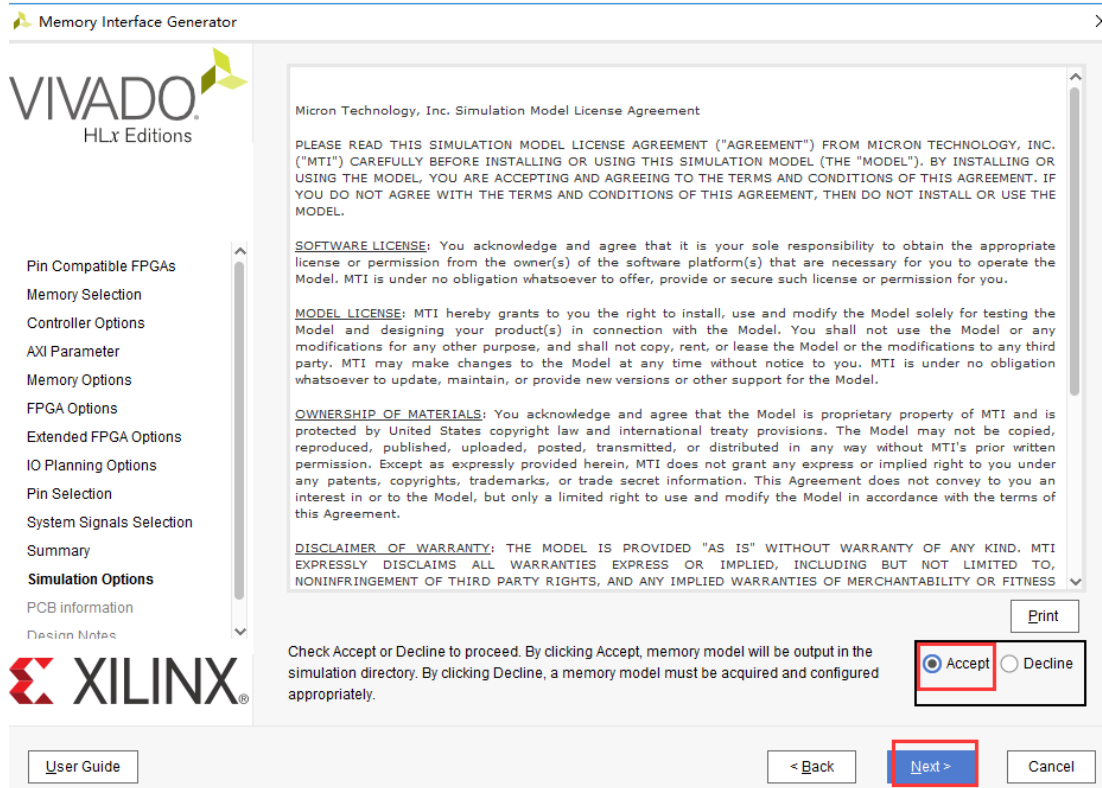 Memory Interface Generator
VIVADO.
HLx Editions
Pin Compatible FPGAs
Memory Selection
Controller Options
AXI Parameter
Memory Options
FPGA Options
Extended FPGA Options
IO Planning Options
Pin Selection
System Signals Selection
Summary
Simulation Options
PCB information
Design Notes
XILINX®
Micron Technology, Inc. Simulation Model License Agreement
PLEASE READ THIS SIMULATION MODEL LICENSE AGREEMENT ("AGREEMENT") FROM MICRON TECHNOLOGY, INC.
("MTI") CAREFULLY BEFORE INSTALLING OR USING THIS SIMULATION MODEL (THE "MODEL"). BY INSTALLING OR
USING THE MODEL, YOU ARE ACCEPTING AND AGREEING TO THE TERMS AND CONDITIONS OF THIS AGREEMENT. IF
YOU DO NOT AGREE WITH THE TERMS AND CONDITIONS OF THIS AGREEMENT, THEN DO NOT INSTALL OR USE THE
MODEL.
SOFTWARE LICENSE: You acknowledge and agree that it is your sole responsibility to obtain the appropriate
license or permission from the owner(s) of the software platform(s) that are necessary for you to operate the
Model. MTI is under no obligation whatsoever to offer, provide or secure such license or permission for you.
MODEL LICENSE: MTI hereby grants to you the right to install, use and modify the Model solely for testing the
Model and designing your product(s) in connection with the Model. You shall not use the Model or any
modifications for any other purpose, and shall not copy, rent, or lease the Model or the modifications to any third
party. MTI may make changes to the Model at any time without notice to you. MTI is under no obligation
whatsoever to update, maintain, or provide new versions or other support for the Model.
OWNERSHIP OF MATERIALS: You acknowledge and agree that the Model is proprietary property of MTI and is
protected by United States copyright law and international treaty provisions. The Model may not be copied,
reproduced, published, uploaded, posted, transmitted, or distributed in any way without MTI's prior written
permission. Except as expressly provided herein, MTI does not grant any express or implied right to you under
any patents, copyrights, trademarks, or trade secret information. This Agreement does not convey to you an
interest in or to the Model, but only a limited right to use and modify the Model in accordance with the terms of
this Agreement.
DISCLAIMER OF WARRANTY: THE MODEL IS PROVIDED "AS IS" WITHOUT WARRANTY OF ANY KIND. MTI
EXPRESSLY DISCLAIMS ALL WARRANTIES EXPRESS OR IMPLIED, INCLUDING BUT NOT LIMITED TO,
NONINFRINGEMENT OF THIRD PARTY RIGHTS, AND ANY IMPLIED WARRANTIES OF MERCHANTABILITY OR FITNESS
Print
Check Accept or Decline to proceed. By clicking Accept, memory model will be output in the
simulation directory. By clicking Decline, a memory model must be acquired and configured
appropriately.
Accept Decline
User Guide
< Back Next > Cancel